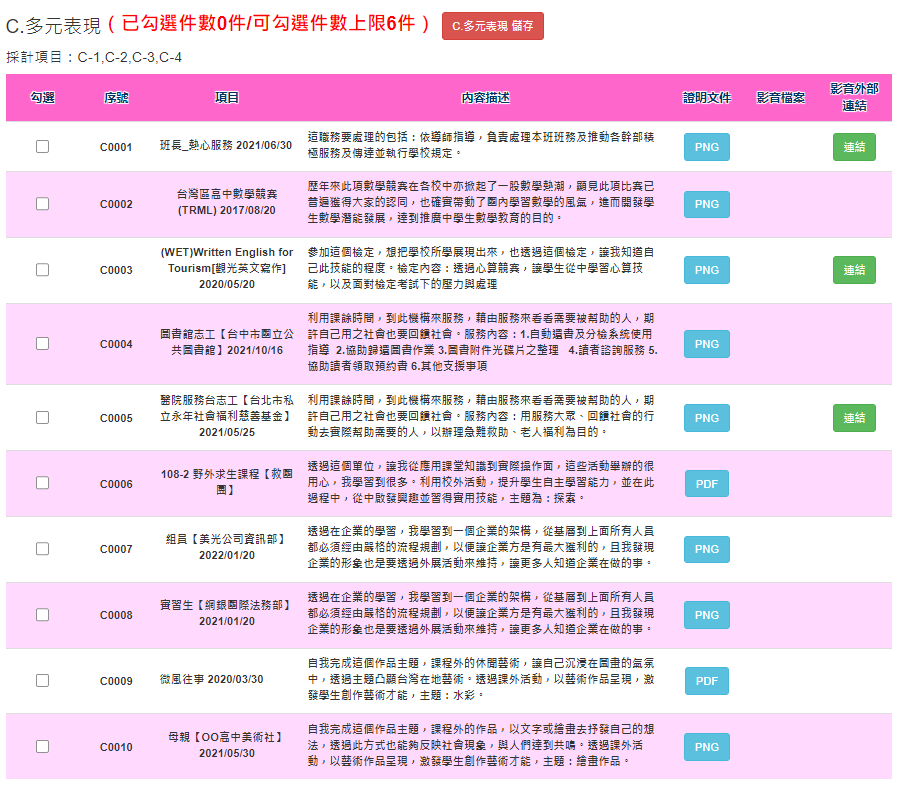 C.多元表現 ( 已勾選件數0件/可勾選件數上限6件 ) C.多元表現 儲存
採計項目：C-1,C-2,C-3,C-4
勾選 序號 項目 內容描述 證明文件 影音檔案 影音外部
連結
C0001 班長_熱心服務 2021/06/30 這職務要處理的包括：依導師指導，負責處理本班班務及推動各幹部積
極服務及傳達並執行學校規定。 PNG 連結
C0002 台灣區高中數學競賽
(TRML) 2017/08/20 歷年來此項數學競賽在各校中亦掀起了一股數學熱潮，顯見此項比賽已
普遍獲得大家的認同，也確實帶動了國內學習數學的風氣，進而開發學
生數學潛能發展，達到推廣中學生數學教育的目的。 PNG
C0003 (WET)Written English for
Tourism[觀光英文寫作]
2020/05/20 參加這個檢定，想把學校所學展現出來，也透過這個檢定，讓我知道自
己此技能的程度。檢定內容：透過心算競賽，讓學生從中學習心算技
能，以及面對檢定考試下的壓力與處理 PNG 連結
C0004 圖書館志工【台中市國立公
共圖書館】2021/10/16 利用課餘時間，到此機構來服務，藉由服務來看看需要被幫助的人，期
許自己用之社會也要回饋社會。服務內容：1.自動還書及分檢系統使用
指導 2.協助歸還圖書作業 3.圖書附件光碟片之整理 4.讀者諮詢服務 5.
協助讀者領取預約書 6.其他支援事項 PNG
C0005 醫院服務台志工【台北市私
立永年社會福利慈善基金】
2021/05/25 利用課餘時間，到此機構來服務，藉由服務來看看需要被幫助的人，期
許自己用之社會也要回饋社會。服務內容：用服務大眾、回饋社會的行
動去實際幫助需要的人，以辦理急難救助、老人福利為目的。 PNG 連結
C0006 108-2 野外求生課程【救國
團】 透過這個單位，讓我從應用課堂知識到實際操作面，這些活動舉辦的很
用心，我學習到很多。利用校外活動，提升學生自主學習能力，並在此
過程中，從中啟發興趣並習得實用技能，主題為：探索。 PDF
C0007 組員【美光公司資訊部】
2022/01/20 透過在企業的學習，我學習到一個企業的架構，從基層到上面所有人員
都必須經由嚴格的流程規劃，以便讓企業方是有最大獲利的，且我發現
企業的形象也是要透過外展活動來維持，讓更多人知道企業在做的事。 PNG
C0008 實習生【網銀國際法務部】
2021/01/20 透過在企業的學習，我學習到一個企業的架構，從基層到上面所有人員
都必須經由嚴格的流程規劃，以便讓企業方是有最大獲利的，且我發現
企業的形象也是要透過外展活動來維持，讓更多人知道企業在做的事。 PNG
C0009 微風往事 2020/03/30 自我完成這個作品主題，課程外的休閒藝術，讓自己沉浸在圖畫的氣氛
中，透過主題凸顯台灣在地藝術。透過課外活動，以藝術作品呈現，激
發學生創作藝術才能，主題：水彩。 PDF
C0010 母親【OO高中美術社】
2021/05/30 自我完成這個作品主題，課程外的作品，以文字或繪畫去抒發自己的想
法，透過此方式也能夠反映社會現象，與人們達到共鳴。透過課外活
動，以藝術作品呈現，激發學生創作藝術才能，主題：繪畫作品。 PNG